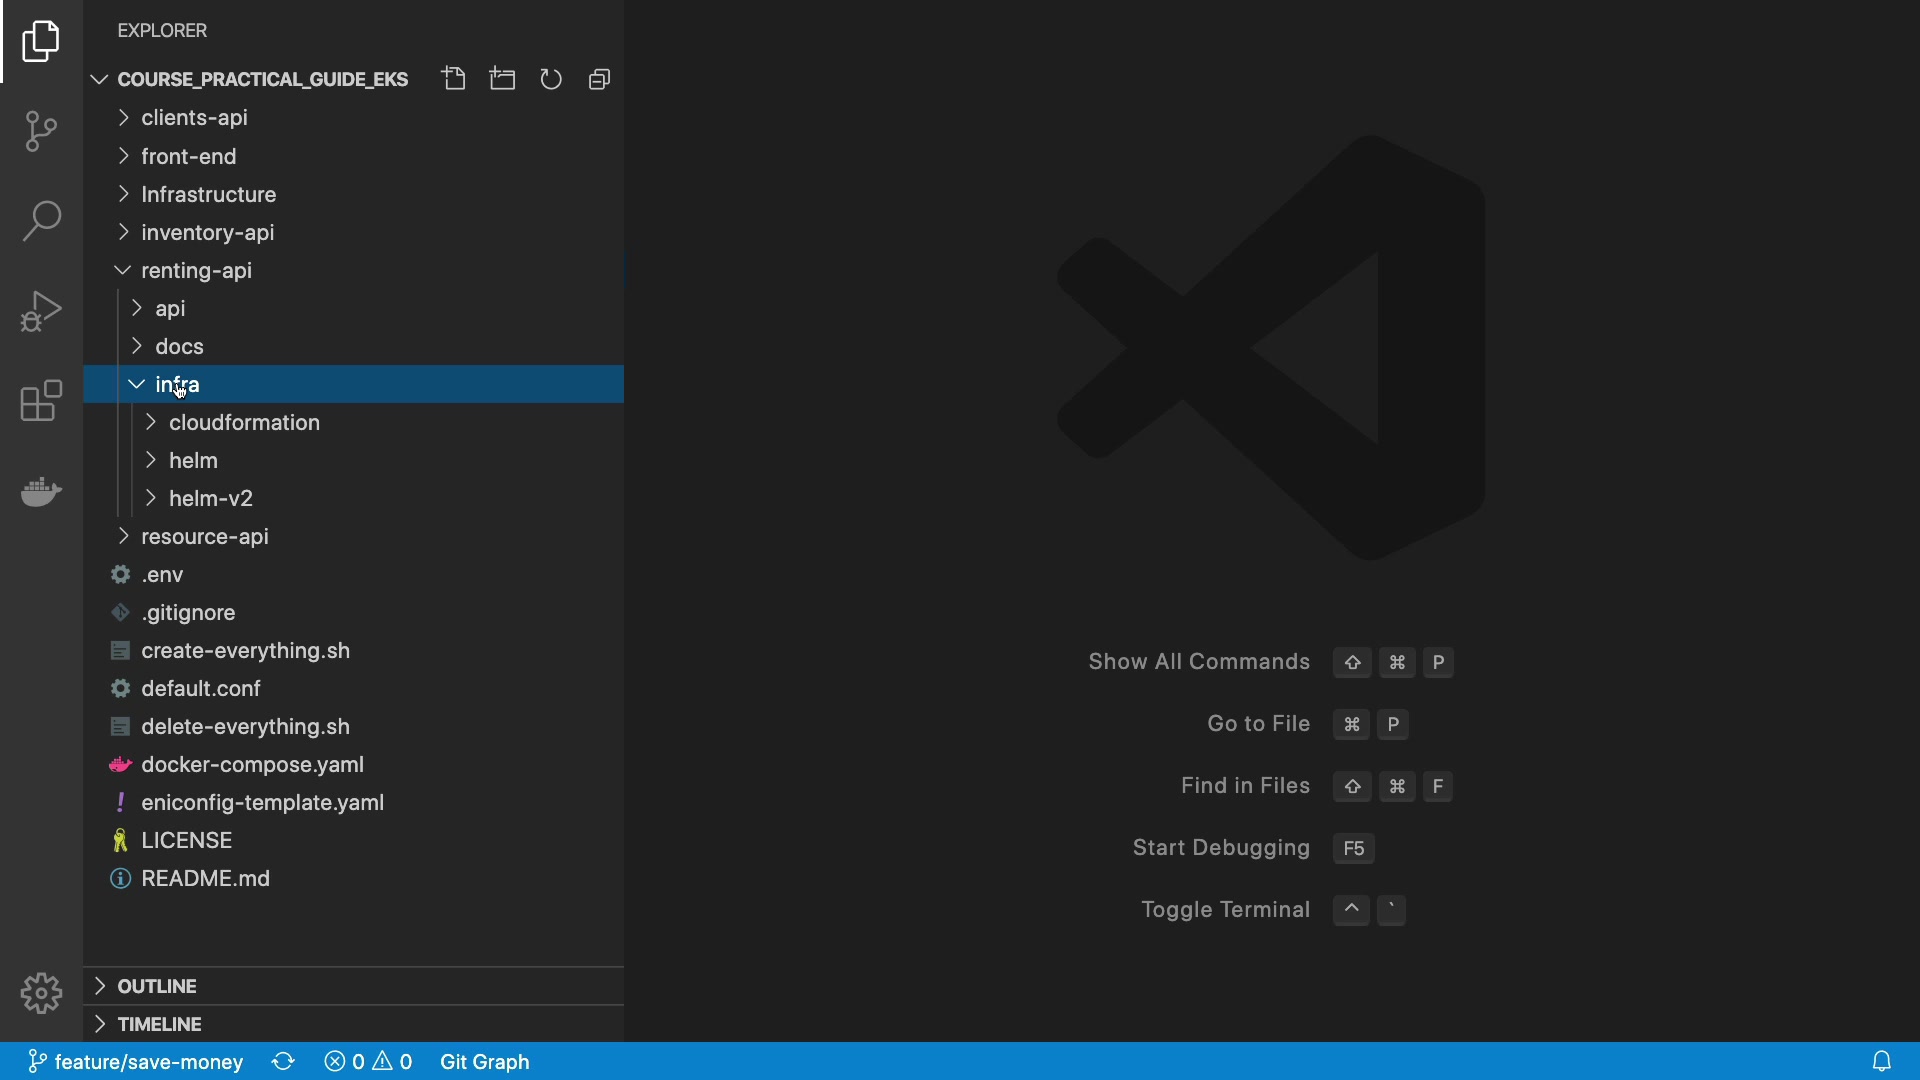 EXPLORER
COURSE_PRACTICAL_GUIDE_EKS
clients-api
front-end
Infrastructure
inventory-api
renting-api
api
docs
infra
cloudformation
helm
helm-v2
resource-api
.env
.gitignore
create-everything.sh
default.conf
delete-everything.sh
docker-compose.yaml
! eniconfig-template.yaml
LICENSE
README.md
OUTLINE
TIMELINE
Show All Commands ⇧ ⌘ P
Go to File ⌘ P
Find in Files ⇧ ⌘ F
Start Debugging F5
Toggle Terminal ^ `
feature/save-money 0 0 Git Graph